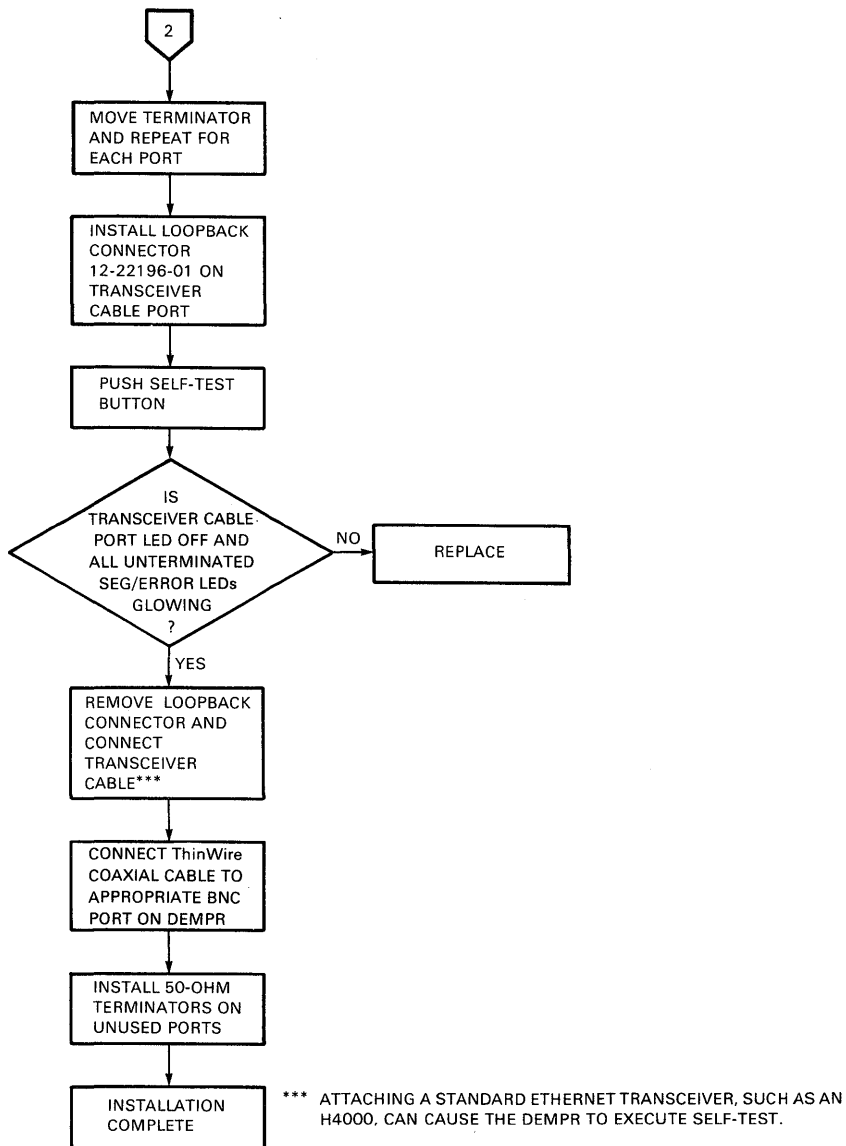 2
MOVE TERMINATOR
AND REPEAT FOR
EACH PORT
INSTALL LOOPBACK
CONNECTOR
12-22196-01 ON
TRANSCEIVER
CABLE PORT
PUSH SELF-TEST
BUTTON
IS
TRANSCEIVER CABLE
PORT LED OFF AND
ALL UNTERMINATED
SEG/ERROR LEDs
GLOWING
?
NO
REPLACE
YES
REMOVE LOOPBACK
CONNECTOR AND
CONNECT
TRANSCEIVER
CABLE***
CONNECT ThinWire
COAXIAL CABLE TO
APPROPRIATE BNC
PORT ON DEMPR
INSTALL 50-OHM
TERMINATORS ON
UNUSED PORTS
INSTALLATION
COMPLETE
*** ATTACHING A STANDARD ETHERNET TRANSCEIVER, SUCH AS AN
H4000, CAN CAUSE THE DEMPR TO EXECUTE SELF-TEST.